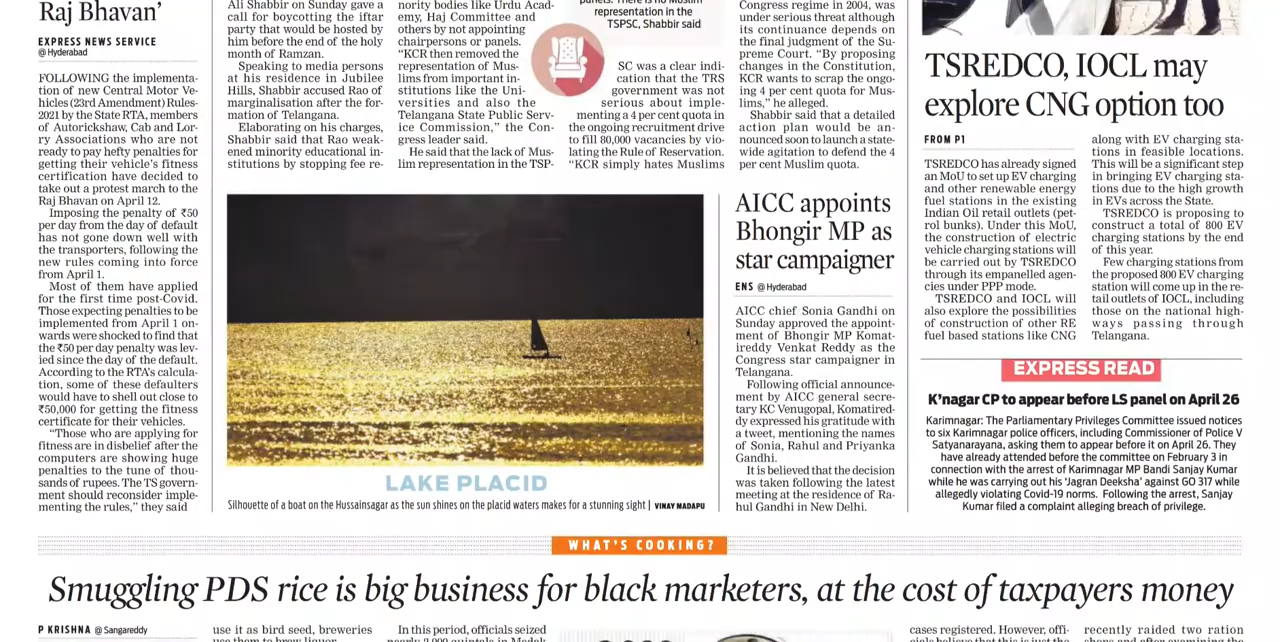 Raj Bhavan’
EXPRESS NEWS SERVICE
@ Hyderabad
FOLLOWING the implementa-
tion of new Central Motor Ve-
hicles (23rd Amendment) Rules-
2021 by the State RTA, members
of Autorickshaw, Cab and Lor-
ry Associations who are not
ready to pay hefty penalties for
getting their vehicle’s fitness
certification have decided to
take out a protest march to the
Raj Bhavan on April 12.
Imposing the penalty of ₹50
per day from the day of default
has not gone down well with
the transporters, following the
new rules coming into force
from April 1.
Most of them have applied
for the first time post-Covid.
Those expecting penalties to be
implemented from April 1 on-
wards were shocked to find that
the ₹50 per day penalty was lev-
ied since the day of the default.
According to the RTA’s calcula-
tion, some of these defaulters
would have to shell out close to
₹50,000 for getting the fitness
certificate for their vehicles.
“Those who are applying for
fitness are in disbelief after the
computers are showing huge
penalties to the tune of thou-
sands of rupees. The TS govern-
ment should reconsider imple-
menting the rules,” they said
Ali Shabbir on Sunday gave a
call for boycotting the iftar
party that would be hosted by
him before the end of the holy
month of Ramzan.
Speaking to media persons
at his residence in Jubilee
Hills, Shabbir accused Rao of
marginalisation after the for-
mation of Telangana.
Elaborating on his charges,
Shabbir said that Rao weak-
ened minority educational in-
stitutions by stopping fee re-
nority bodies like Urdu Acad-
emy, Haj Committee and
others by not appointing
chairpersons or panels.
“KCR then removed the
representation of Mus-
lims from important in-
stitutions like the Uni-
versities and also the
Telangana State Public Serv-
ice Commission,” the Con-
gress leader said.
He said that the lack of Mus-
lim representation in the TSP-
representation in the
TSPSC, Shabbir said
SC was a clear indi-
cation that the TRS
government was not
serious about imple-
menting a 4 per cent quota in
the ongoing recruitment drive
to fill 80,000 vacancies by vio-
lating the Rule of Reservation.
“KCR simply hates Muslims
Congress regime in 2004, was
under serious threat although
its continuance depends on
the final judgment of the Su-
preme Court. “By proposing
changes in the Constitution,
KCR wants to scrap the ongo-
ing 4 per cent quota for Mus-
lims,” he alleged.
Shabbir said that a detailed
action plan would be an-
nounced soon to launch a state-
wide agitation to defend the 4
per cent Muslim quota.
LAKE PLACID
Silhouette of a boat on the Hussainsagar as the sun shines on the placid waters makes for a stunning sight | VINAY MADAPU
AICC appoints
Bhongir MP as
star campaigner
ENS @ Hyderabad
AICC chief Sonia Gandhi on
Sunday approved the appoint-
ment of Bhongir MP Komat-
ireddy Venkat Reddy as the
Congress star campaigner in
Telangana.
Following official announce-
ment by AICC general secre-
tary KC Venugopal, Komatired-
dy expressed his gratitude with
a tweet, mentioning the names
of Sonia, Rahul and Priyanka
Gandhi.
It is believed that the decision
was taken following the latest
meeting at the residence of Ra-
hul Gandhi in New Delhi.
TSREDCO, IOCL may
explore CNG option too
FROM P1
TSREDCO has already signed
an MoU to set up EV charging
and other renewable energy
fuel stations in the existing
Indian Oil retail outlets (pet-
rol bunks). Under this MoU,
the construction of electric
vehicle charging stations will
be carried out by TSREDCO
through its empanelled agen-
cies under PPP mode.
TSREDCO and IOCL will
also explore the possibilities
of construction of other RE
fuel based stations like CNG
along with EV charging sta-
tions in feasible locations.
This will be a significant step
in bringing EV charging sta-
tions due to the high growth
in EVs across the State.
TSREDCO is proposing to
construct a total of 800 EV
charging stations by the end
of this year.
Few charging stations from
the proposed 800 EV charging
station will come up in the re-
tail outlets of IOCL, including
those on the national high-
ways passing through
Telangana.
EXPRESS READ
K’nagar CP to appear before LS panel on April 26
Karimnagar: The Parliamentary Privileges Committee issued notices
to six Karimnagar police officers, including Commissioner of Police V
Satyanarayana, asking them to appear before it on April 26. They
have already attended before the committee on February 3 in
connection with the arrest of Karimnagar MP Bandi Sanjay Kumar
while he was carrying out his ‘Jagran Deeksha’ against GO 317 while
allegedly violating Covid-19 norms. Following the arrest, Sanjay
Kumar filed a complaint alleging breach of privilege.
WHAT’S COOKING?
Smuggling PDS rice is big business for black marketers, at the cost of taxpayers money
P KRISHNA @ Sangareddy
use it as bird seed, breweries
In this period, officials seized
cases registered. However, offi-
recently raided two ration